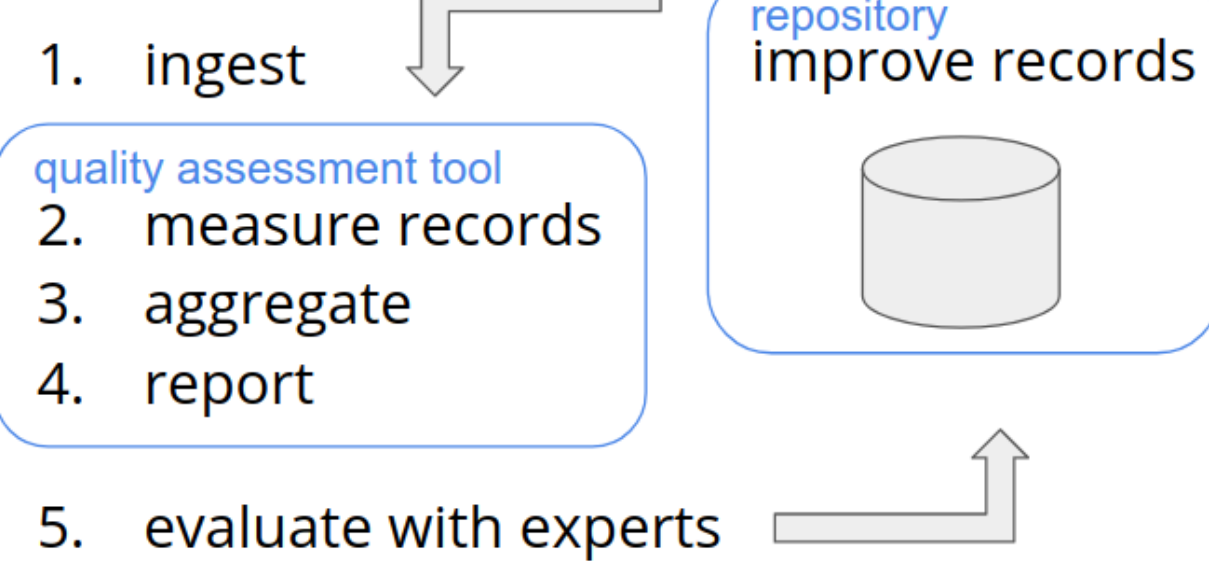 repository
improve records
1. ingest
quality assessment tool
2. measure records
3. aggregate
4. report
5. evaluate with experts